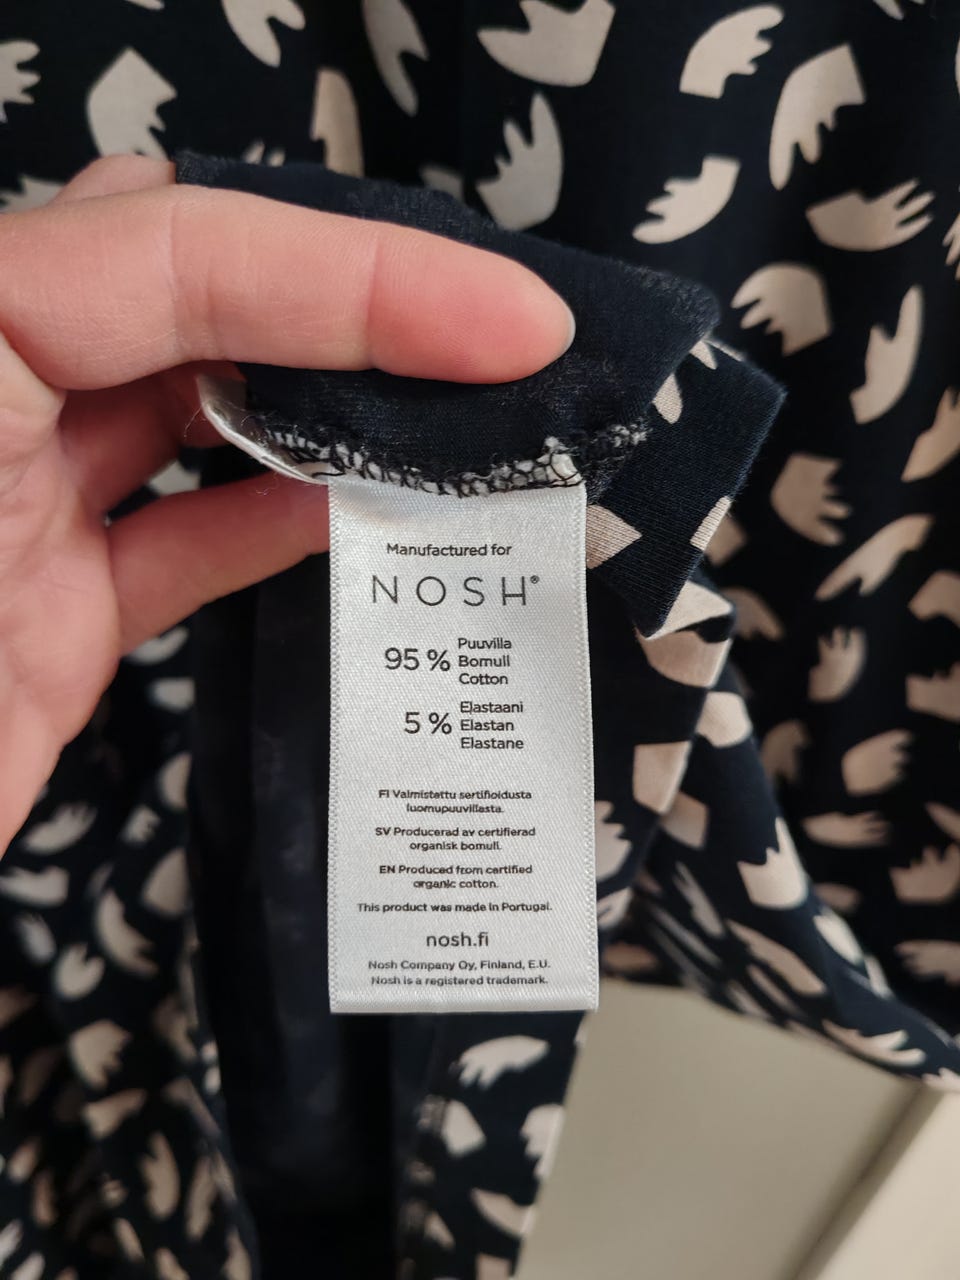 Manufactured for
NOSH®
95 % Puuvilla
Bomull
Cotton
5 % Elastaani
Elastan
Elastane
FI Valmistettu sertifioidusta
luomupuuvillasta.
SV Producerad av certifierad
organisk bomull.
EN Produced from certified
organic cotton.
This product was made in Portugal.
nosh.fi
Nosh Company Oy, Finland, E.U.
Nosh is a registered trademark.